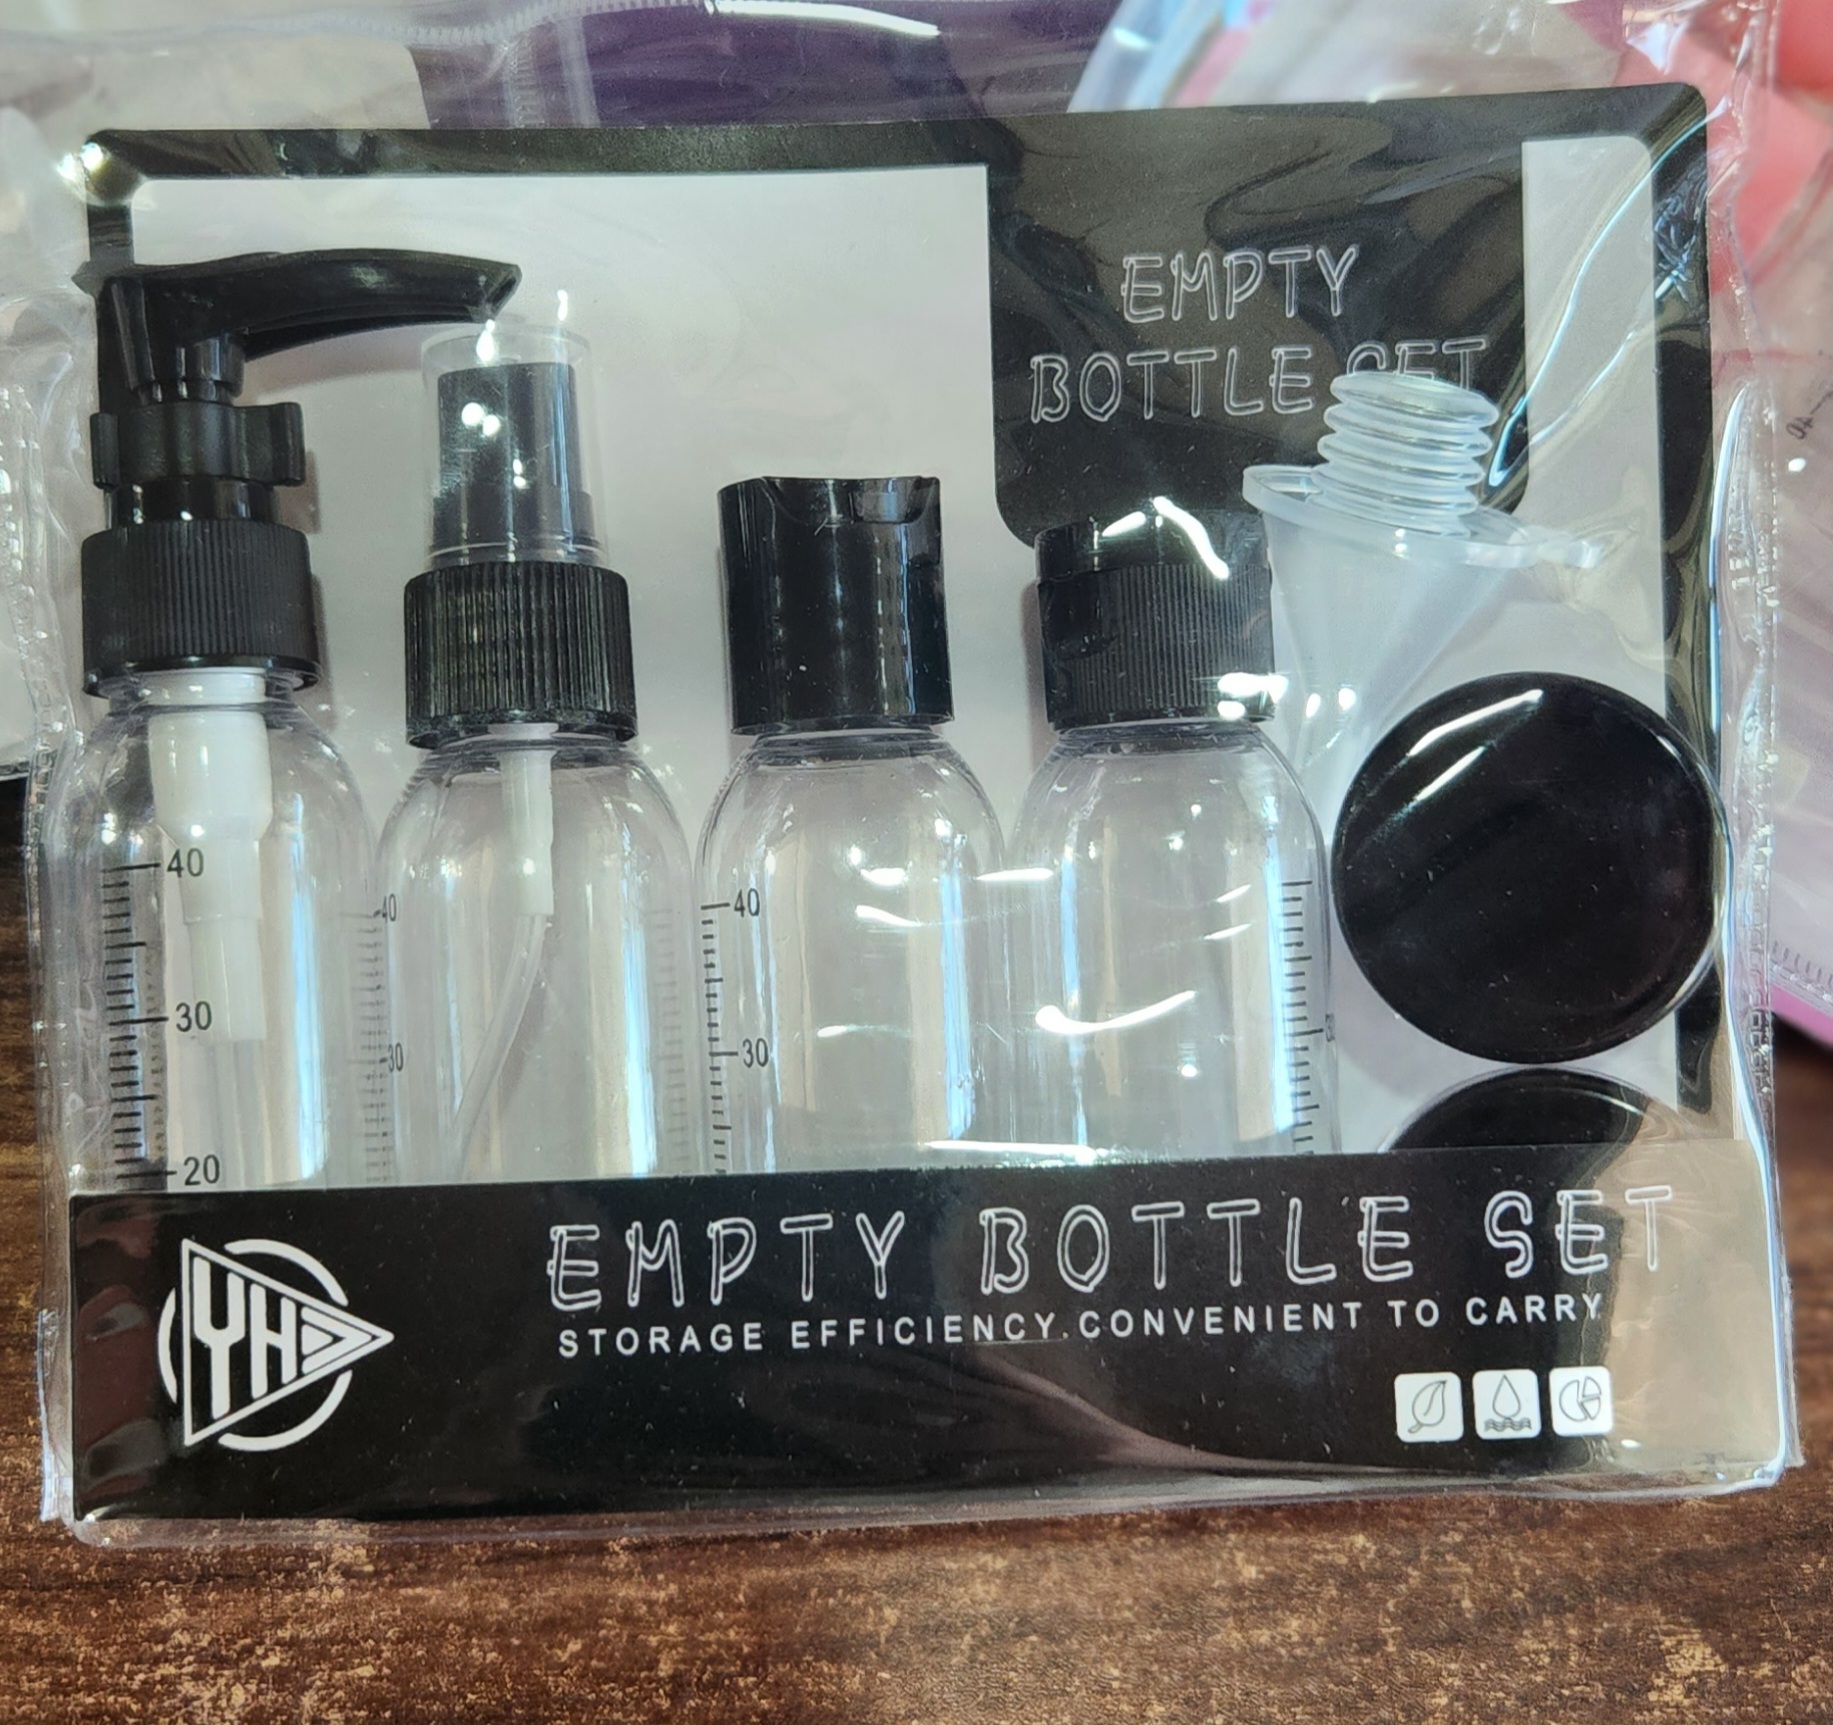 EMPTY
BOTTLE SET
40
30
20
40
30
40
30
YH
EMPTY BOTTLE SET
STORAGE EFFICIENCY.CONVENIENT TO CARRY